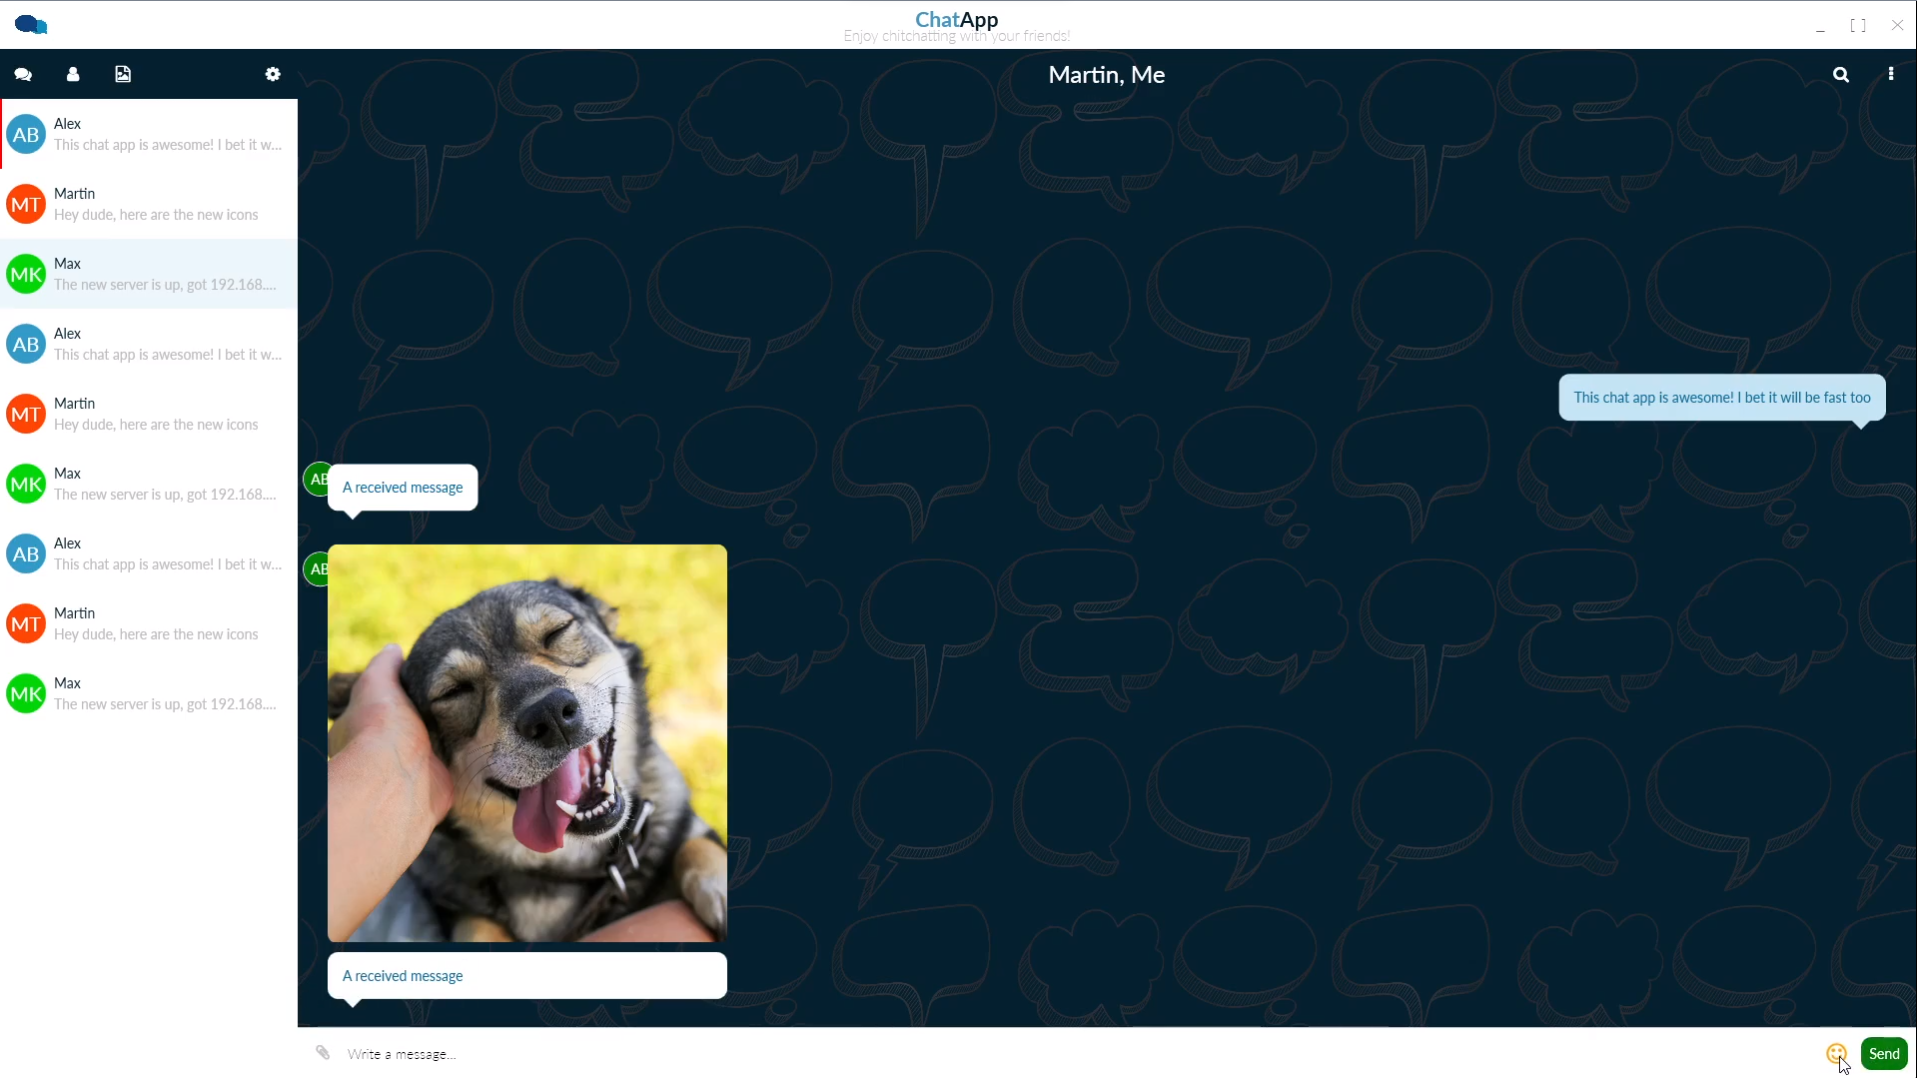 ChatApp
Enjoy chitchatting with your friends!
Martin, Me
AB Alex
This chat app is awesome! I bet it w...
MT Martin
Hey dude, here are the new icons
MK Max
The new server is up, got 192.168....
AB Alex
This chat app is awesome! I bet it w...
MT Martin
Hey dude, here are the new icons
MK Max
The new server is up, got 192.168....
AB Alex
This chat app is awesome! I bet it w...
MT Martin
Hey dude, here are the new icons
MK Max
The new server is up, got 192.168....
This chat app is awesome! I bet it will be fast too
AB A received message
AB
A received message
Write a message...
Send